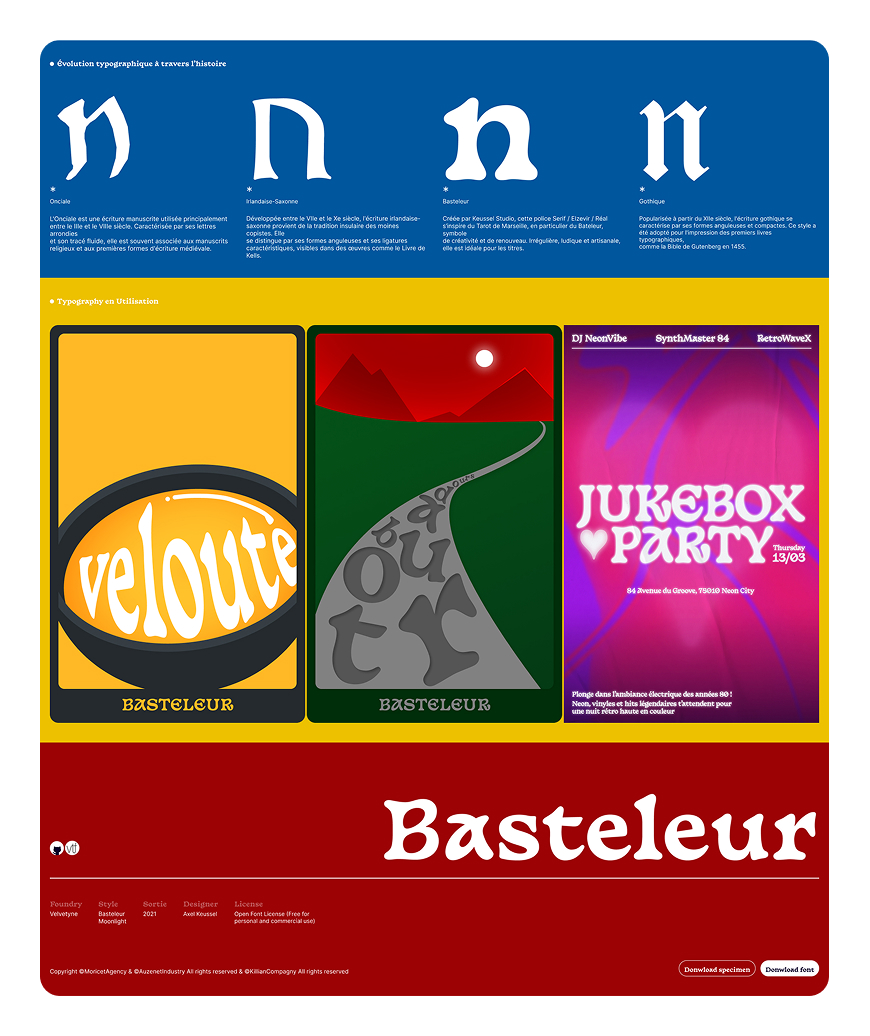 Évolution typographique à travers l'histoire
n n n n
* * * *
Onciale
L'Onciale est une écriture manuscrite utilisée principalement
entre le IIIe et le VIIIe siècle. Caractérisée par ses lettres
arrondies
et son tracé fluide, elle est souvent associée aux manuscrits
religieux et aux premières formes d'écriture médiévale.
Irlandaise-Saxonne
Développée entre le VIIe et le Xe siècle, l'écriture irlandaise-
saxonne provient de la tradition insulaire des moines
copistes. Elle
se distingue par ses formes anguleuses et ses ligatures
caractéristiques, visibles dans des œuvres comme le Livre de
Kells.
Basteleur
Créée par Keussel Studio, cette police Serif / Elzevir / Réal
s'inspire du Tarot de Marseille, en particulier du Bateleur,
symbole
de créativité et de renouveau. Irrégulière, ludique et artisanale,
elle est idéale pour les titres.
Gothique
Popularisée à partir du XIIe siècle, l'écriture gothique se
caractérise par ses formes anguleuses et compactes. Ce style a
été adopté pour l'impression des premiers livres
typographiques,
comme la Bible de Gutenberg en 1455.
Typography en Utilisation
velouté
BASTELEUR
BASTELEUR
DJ NeonVibe SynthMaster 84 RetroWaveX
JUKEBOX
PARTY
Thursday
13/03
84 Avenue du Groove, 75010 Neon City
Plonge dans l'ambiance électrique des années 80 !
Neon, vinyles et hits légendaires t'attendent pour
une nuit rétro haute en couleur
Basteleur
vtf
Foundry Style Sortie Designer License
Velvetyne
Basteleur
Moonlight
2021
Axel Keussel
Open Font License (Free for
personal and commercial use)
Copyright ©MoricetAgency & @AuzenetIndustry All rights reserved & ©KillianCompagny All rights reserved
Donwload specimen
Donwload font